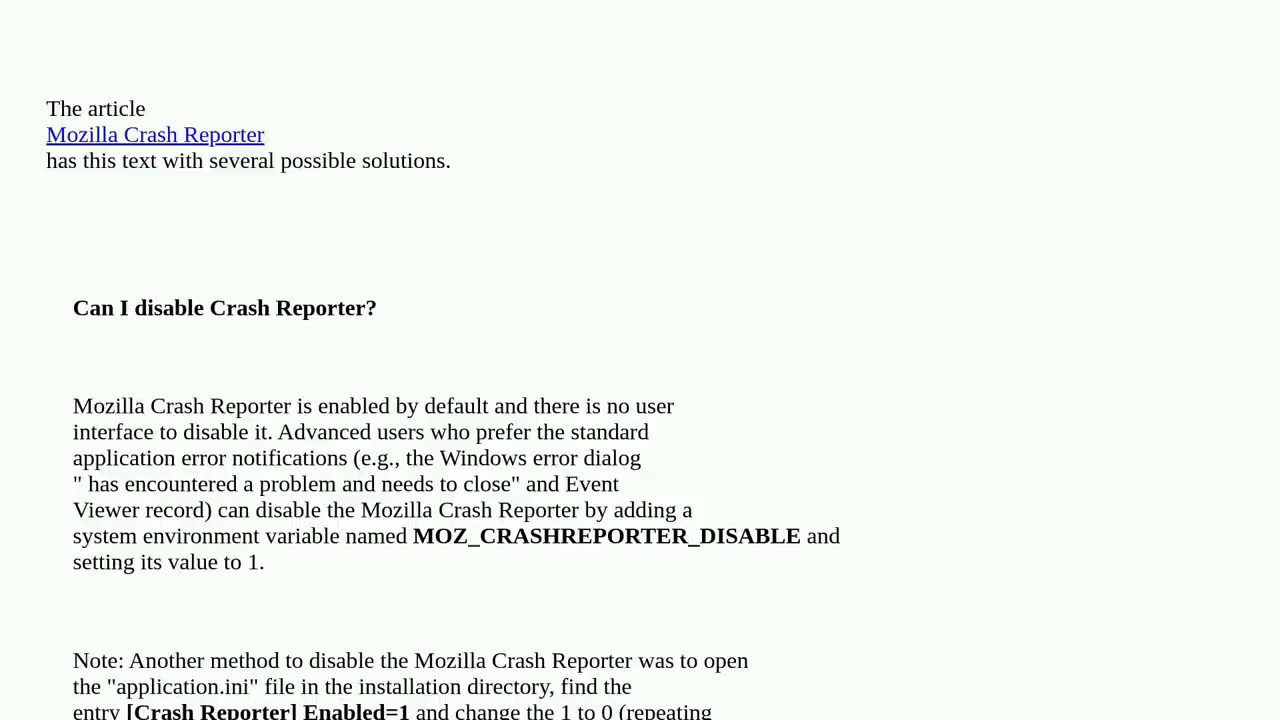 The article
Mozilla Crash Reporter
has this text with several possible solutions.
Can I disable Crash Reporter?
Mozilla Crash Reporter is enabled by default and there is no user
interface to disable it. Advanced users who prefer the standard
application error notifications (e.g., the Windows error dialog
" has encountered a problem and needs to close" and Event
Viewer record) can disable the Mozilla Crash Reporter by adding a
system environment variable named MOZ_CRASHREPORTER_DISABLE and
setting its value to 1.
Note: Another method to disable the Mozilla Crash Reporter was to open
the "application.ini" file in the installation directory, find the
entry [Crash Reporter] Enabled=1 and change the 1 to 0 (repeating